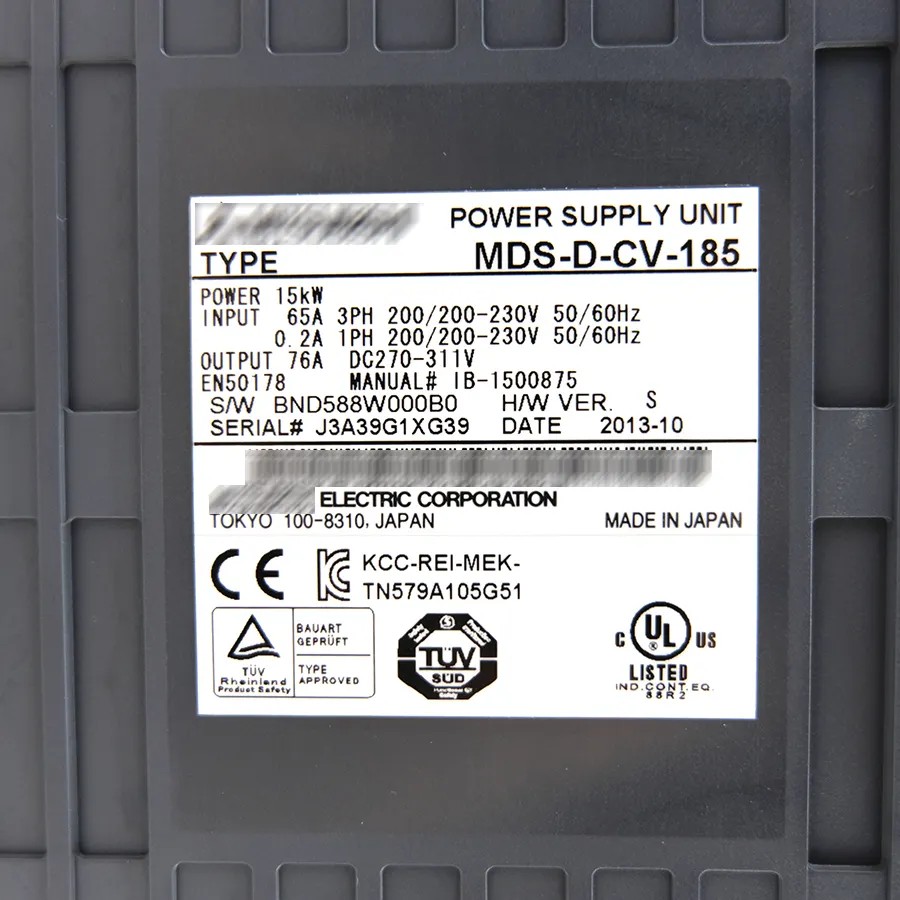 POWER SUPPLY UNIT
TYPE MDS-D-CV-185
POWER 15kW
INPUT 65A 3PH 200/200-230V 50/60Hz
0.2A 1PH 200/200-230V 50/60Hz
OUTPUT 76A DC270-311V
EN50178 MANUAL# IB-1500875
S/W BND588W000B0 H/W VER. S
SERIAL# J3A39G1XG39 DATE 2013-10
ELECTRIC CORPORATION
TOKYO 100-8310, JAPAN MADE IN JAPAN
CE
KCC-REI-MEK-
TN579A105G51
BAUART
GEPRÜFT
TÜV
Rheinland
Product Safety
TYPE
APPROVED
TÜV
SÜD
Functional
Safety
C UL US
®
LISTED
IND.CONT.EQ.
88R2